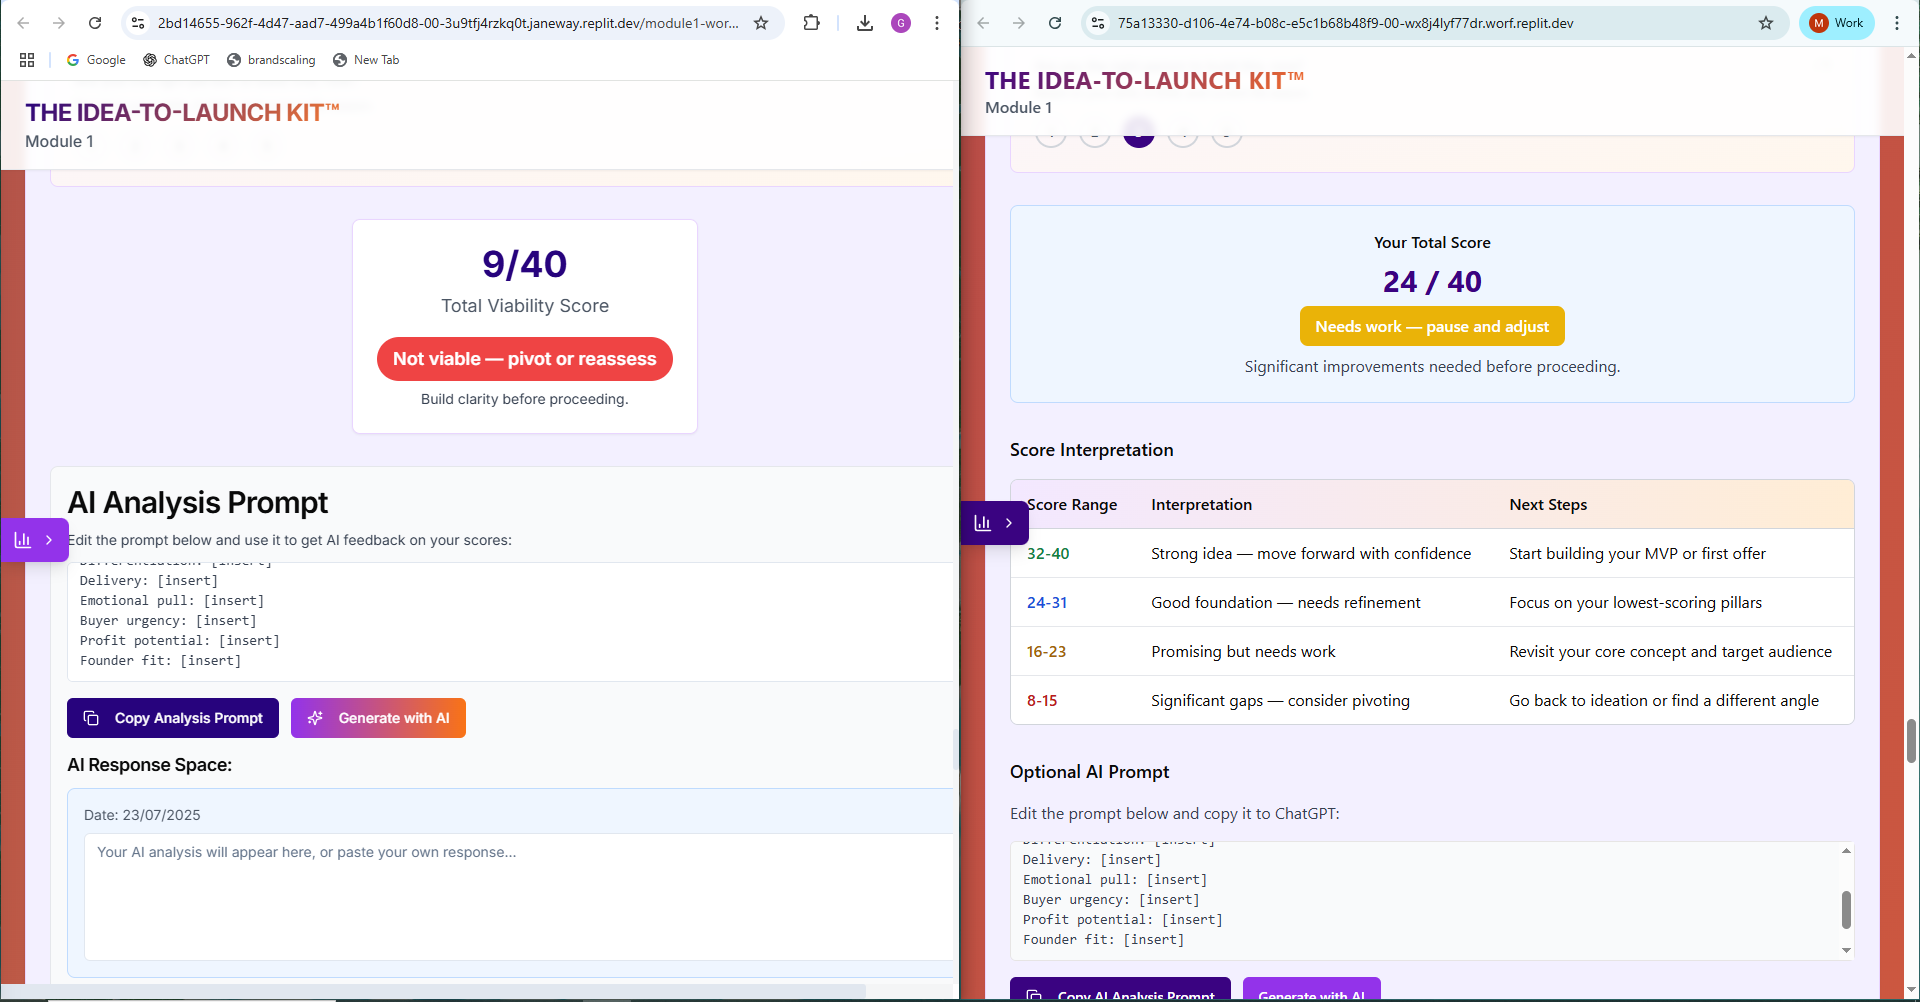 2bd14655-962f-4d47-aad7-499a4b1f60d8-00-3u9tfj4rzkq0t.janeway.replit.dev/module1-wor...
G
Google
ChatGPT
brandscaling
New Tab
THE IDEA-TO-LAUNCH KIT™
Module 1
9/40
Total Viability Score
Not viable — pivot or reassess
Build clarity before proceeding.
AI Analysis Prompt
Edit the prompt below and use it to get AI feedback on your scores:
Differentiation: [insert]
Delivery: [insert]
Emotional pull: [insert]
Buyer urgency: [insert]
Profit potential: [insert]
Founder fit: [insert]
Copy Analysis Prompt
Generate with AI
AI Response Space:
Date: 23/07/2025
Your AI analysis will appear here, or paste your own response...
75a13330-d106-4e74-b08c-e5c1b68b48f9-00-wx8j4lyf77dr.worf.replit.dev
M Work
THE IDEA-TO-LAUNCH KIT™
Module 1
Your Total Score
24 / 40
Needs work — pause and adjust
Significant improvements needed before proceeding.
Score Interpretation
Score Range Interpretation Next Steps
32-40 Strong idea — move forward with confidence Start building your MVP or first offer
24-31 Good foundation — needs refinement Focus on your lowest-scoring pillars
16-23 Promising but needs work Revisit your core concept and target audience
8-15 Significant gaps — consider pivoting Go back to ideation or find a different angle
Optional AI Prompt
Edit the prompt below and copy it to ChatGPT:
Differentiation: [insert]
Delivery: [insert]
Emotional pull: [insert]
Buyer urgency: [insert]
Profit potential: [insert]
Founder fit: [insert]
Copy AI Analysis Prompt
Generate with AI